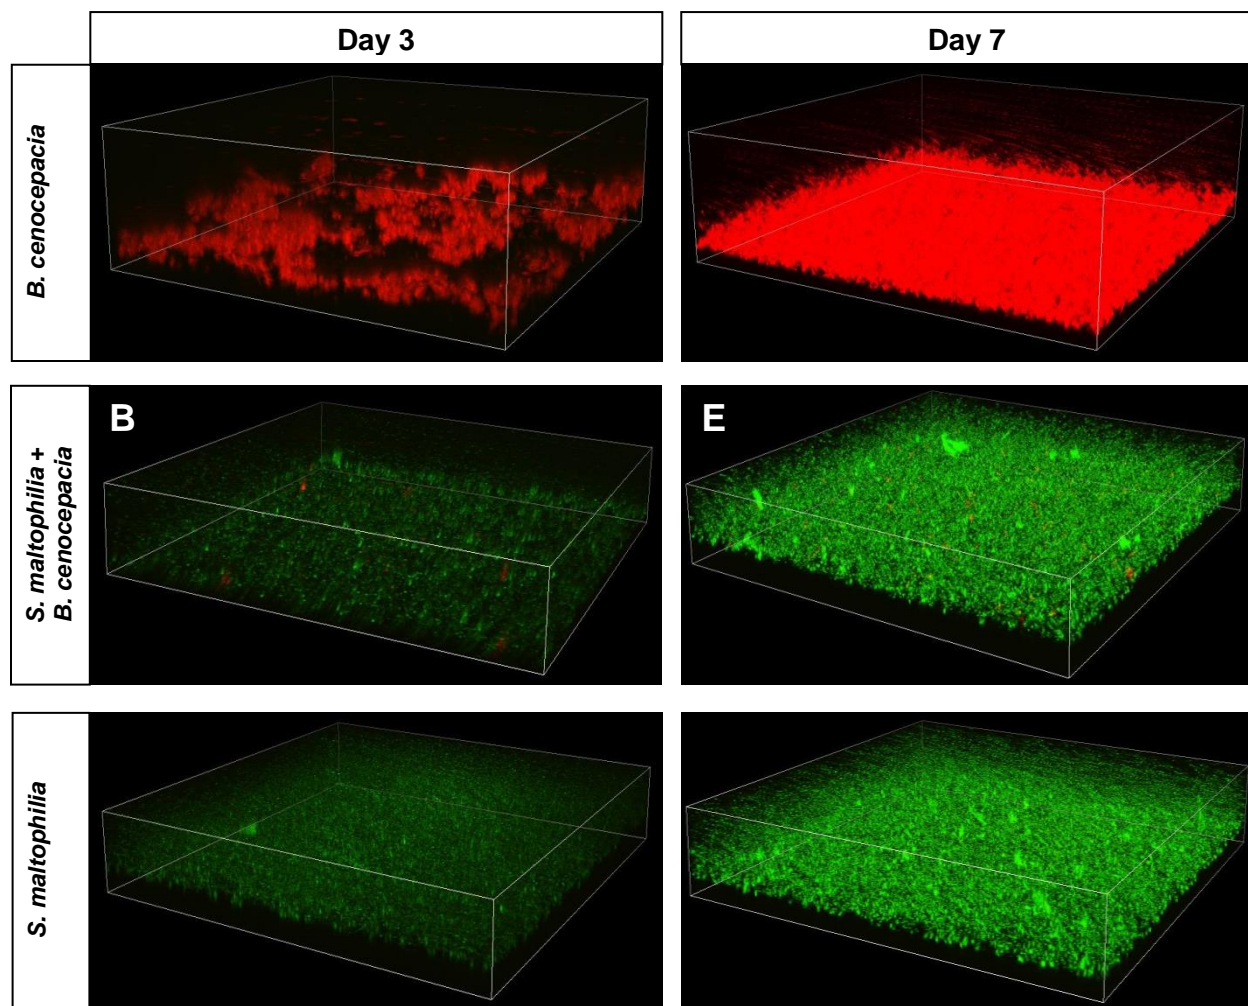 Day 3
Day 7
B. cenocepacia
S. maltophilia +
B. cenocepacia
B
E
S. maltophilia